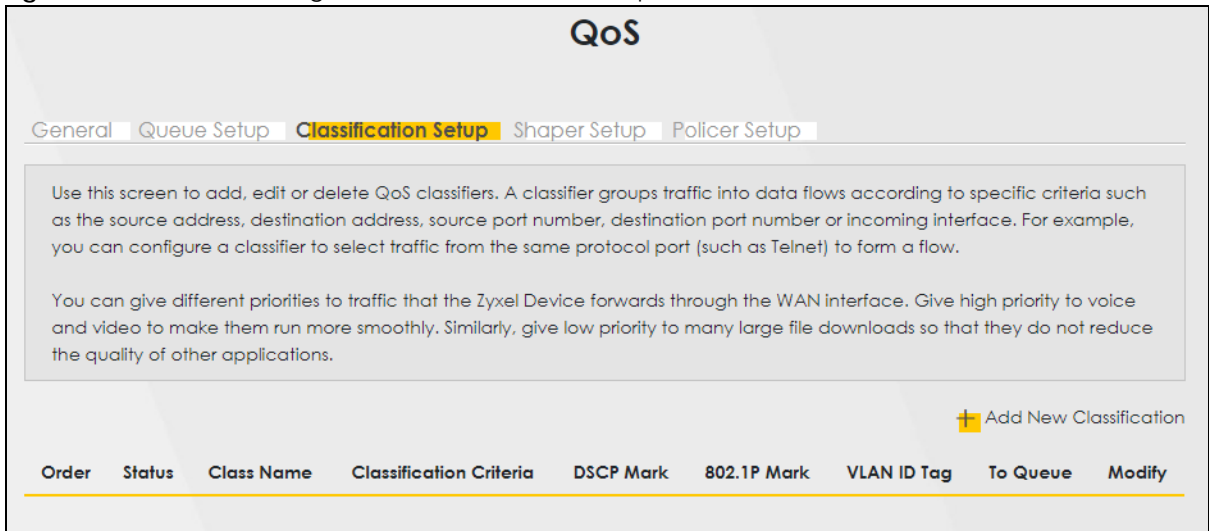 QoS
General Queue Setup Classification Setup Shaper Setup Policer Setup
Use this screen to add, edit or delete QoS classifiers. A classifier groups traffic into data flows according to specific criteria such
as the source address, destination address, source port number, destination port number or incoming interface. For example,
you can configure a classifier to select traffic from the same protocol port (such as Telnet) to form a flow.
You can give different priorities to traffic that the Zyxel Device forwards through the WAN interface. Give high priority to voice
and video to make them run more smoothly. Similarly, give low priority to many large file downloads so that they do not reduce
the quality of other applications.
+ Add New Classification
Order Status Class Name Classification Criteria DSCP Mark 802.1P Mark VLAN ID Tag To Queue Modify